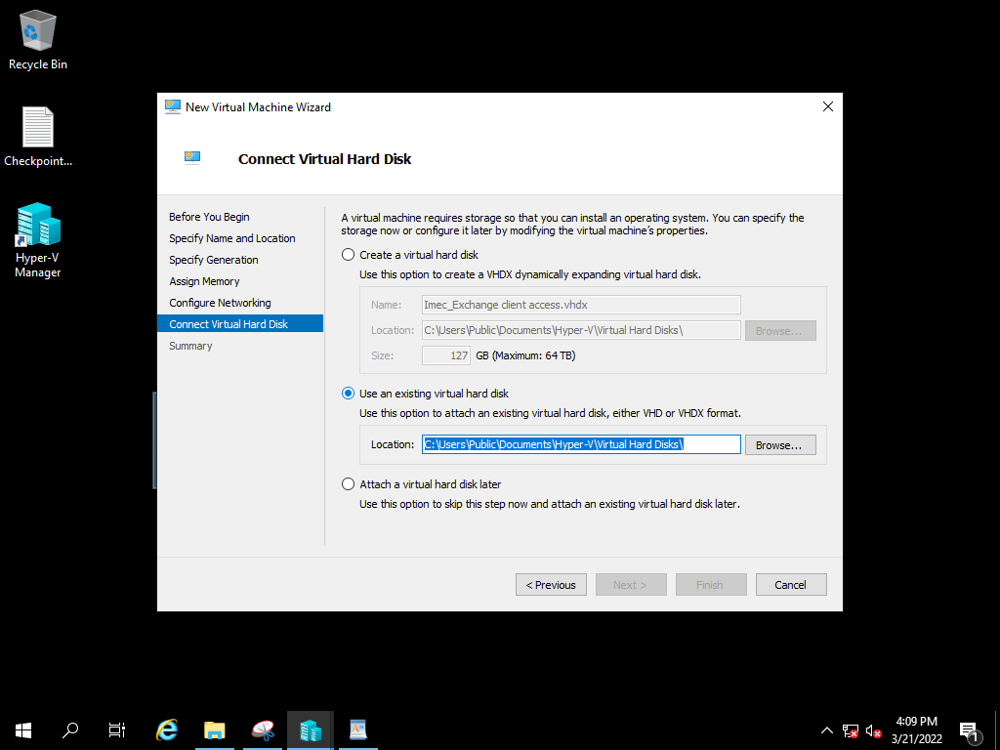 Recycle Bin
Checkpoint...
Hyper-V
Manager
New Virtual Machine Wizard
Connect Virtual Hard Disk
Before You Begin
Specify Name and Location
Specify Generation
Assign Memory
Configure Networking
Connect Virtual Hard Disk
Summary
A virtual machine requires storage so that you can install an operating system. You can specify the
storage now or configure it later by modifying the virtual machine's properties.
Create a virtual hard disk
Use this option to create a VHDX dynamically expanding virtual hard disk.
Name: Imec_Exchange client access.vhdx
Location: C:\Users\Public\Documents\Hyper-V\Virtual Hard Disks\ Browse...
Size: 127 GB (Maximum: 64 TB)
Use an existing virtual hard disk
Use this option to attach an existing virtual hard disk, either VHD or VHDX format.
Location: C:\Users\Public\Documents\Hyper-V\Virtual Hard Disks\ Browse...
Attach a virtual hard disk later
Use this option to skip this step now and attach an existing virtual hard disk later.
< Previous Next > Finish Cancel
4:09 PM
3/21/2022
1